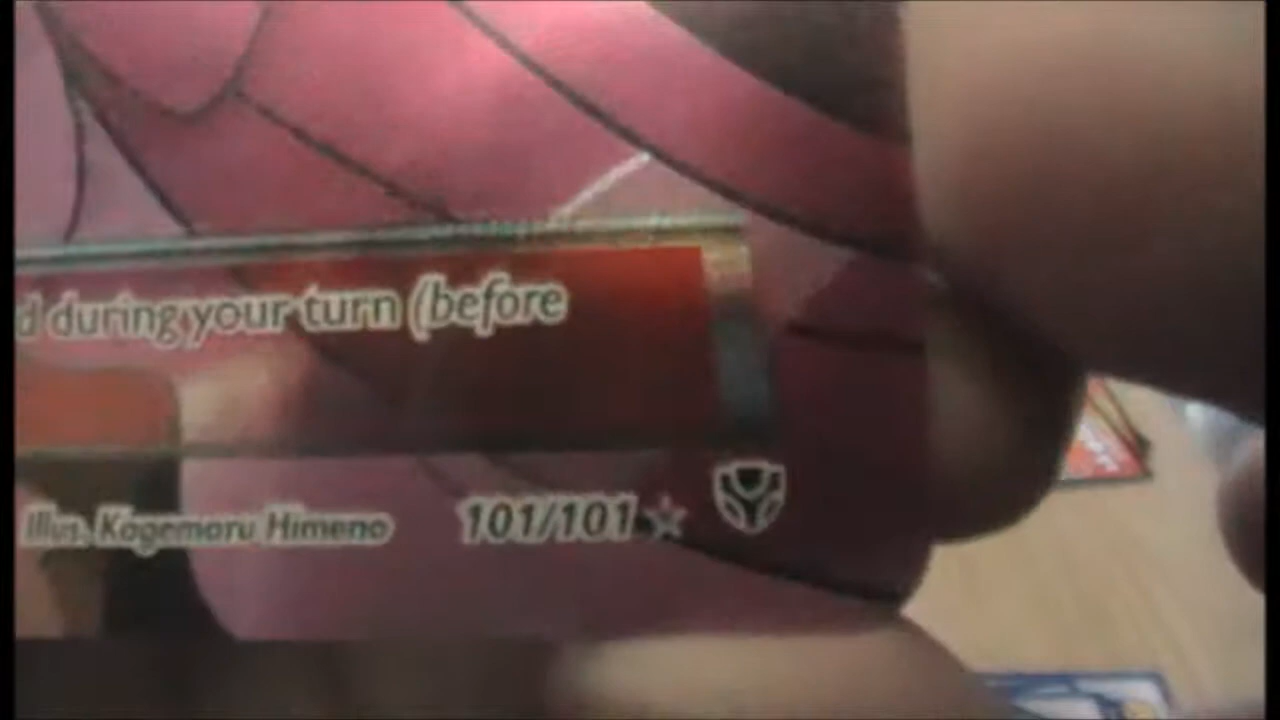 d during your turn (before
Illus. Kagemaru Himeno 101/101